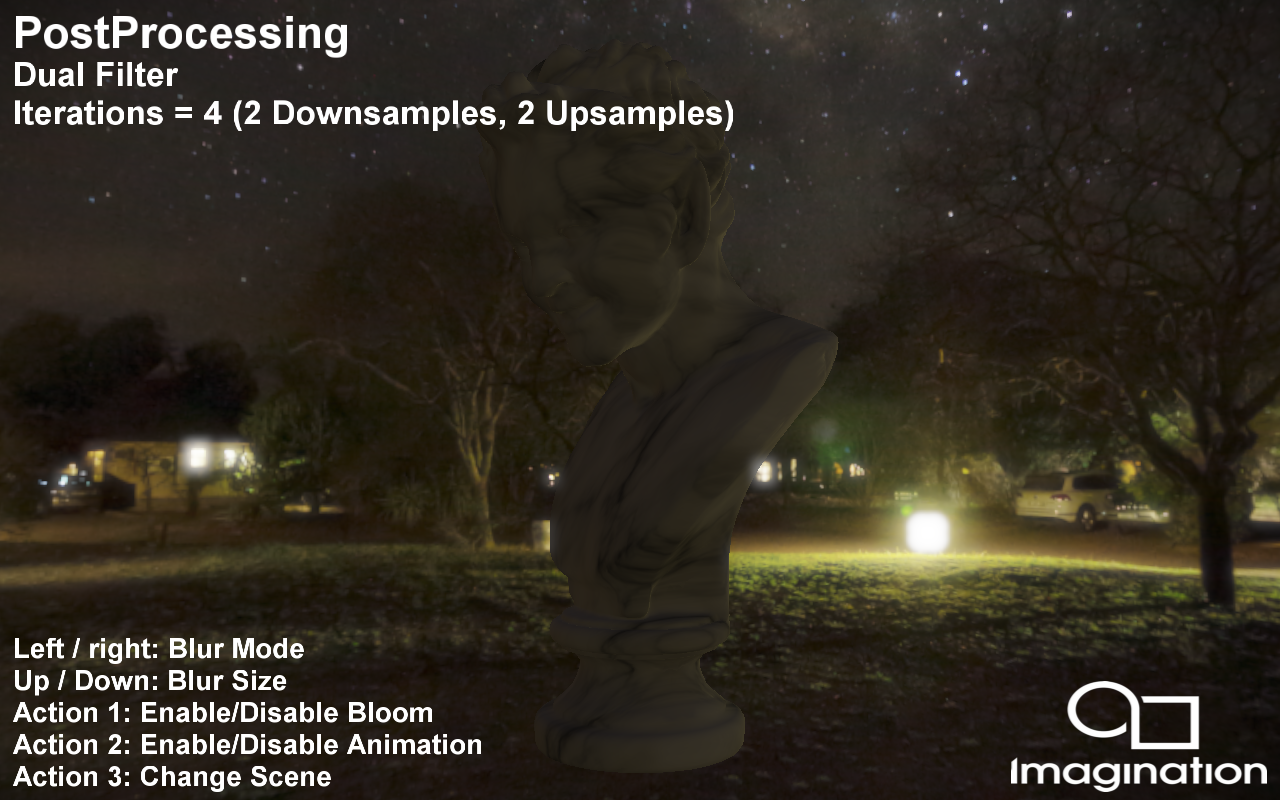 PostProcessing
Dual Filter
Iterations = 4 (2 Downsamples, 2 Upsamples)
Left / right: Blur Mode
Up / Down: Blur Size
Action 1: Enable/Disable Bloom
Action 2: Enable/Disable Animation
Action 3: Change Scene
Imagination